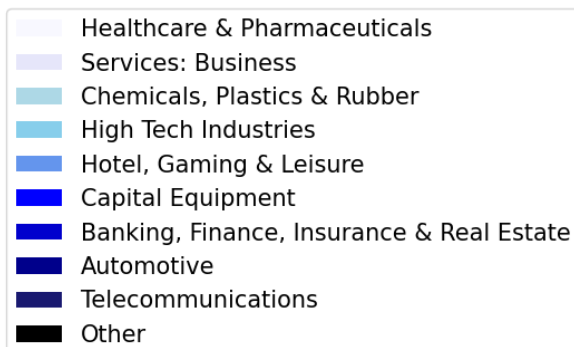 Healthcare & Pharmaceuticals
Services: Business
Chemicals, Plastics & Rubber
High Tech Industries
Hotel, Gaming & Leisure
Capital Equipment
Banking, Finance, Insurance & Real Estate
Automotive
Telecommunications
Other